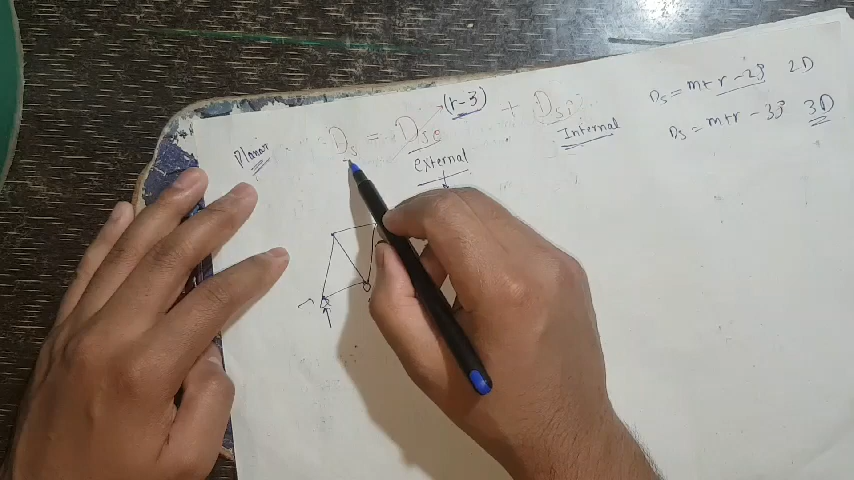 Planar
Ds = Dse + Dsi
(r-3)
External
Internal
Ds = m+r-2j 2D
Ds = m+r-3j 3D